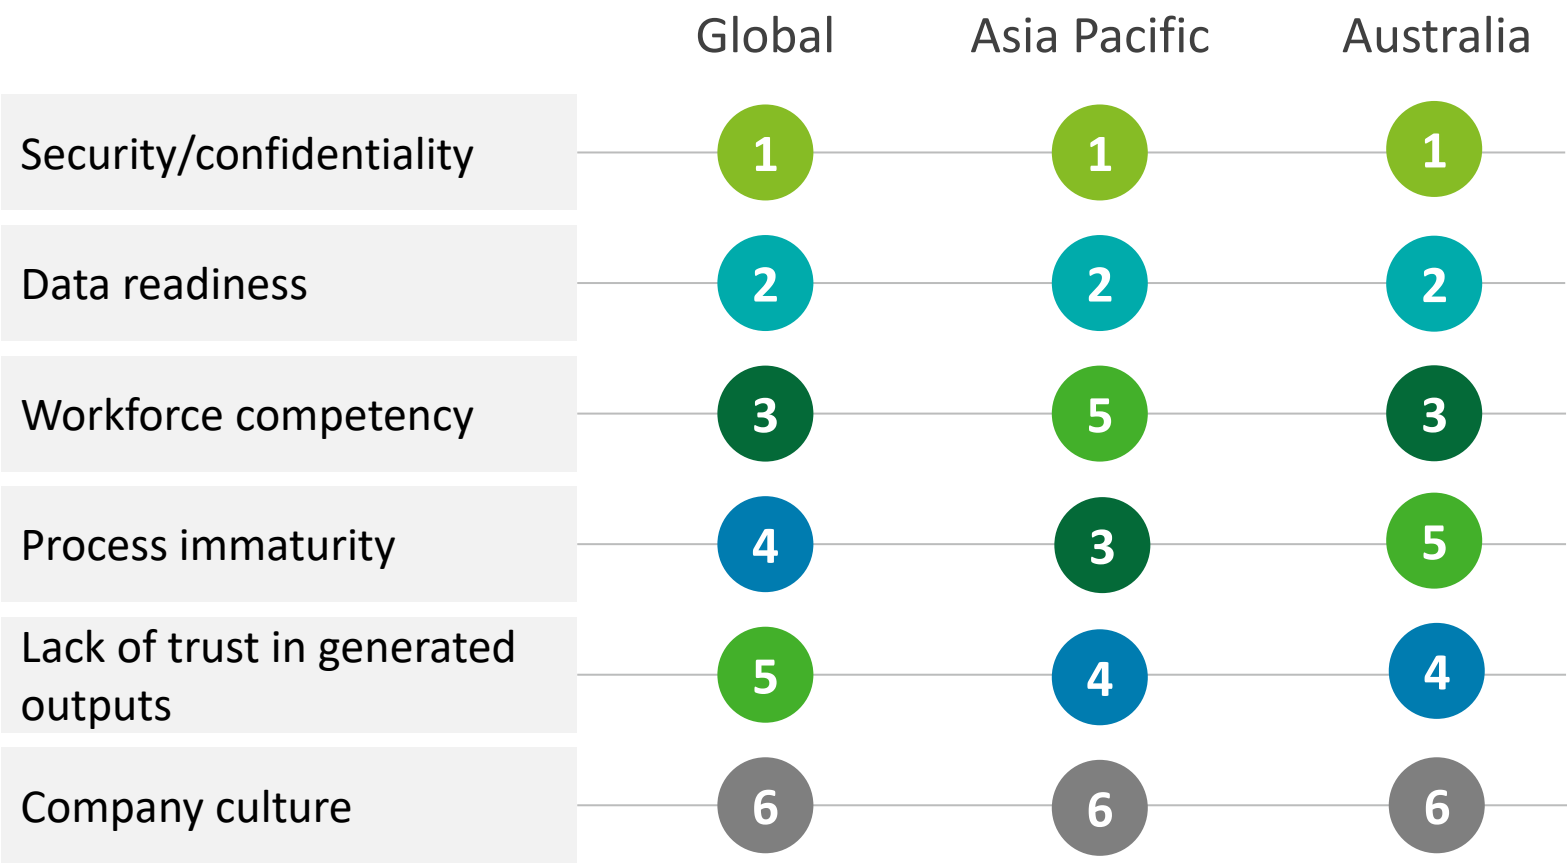 Global Asia Pacific Australia
Security/confidentiality 1 1 1
Data readiness 2 2 2
Workforce competency 3 5 3
Process immaturity 4 3 5
Lack of trust in generated
outputs 5 4 4
Company culture 6 6 6